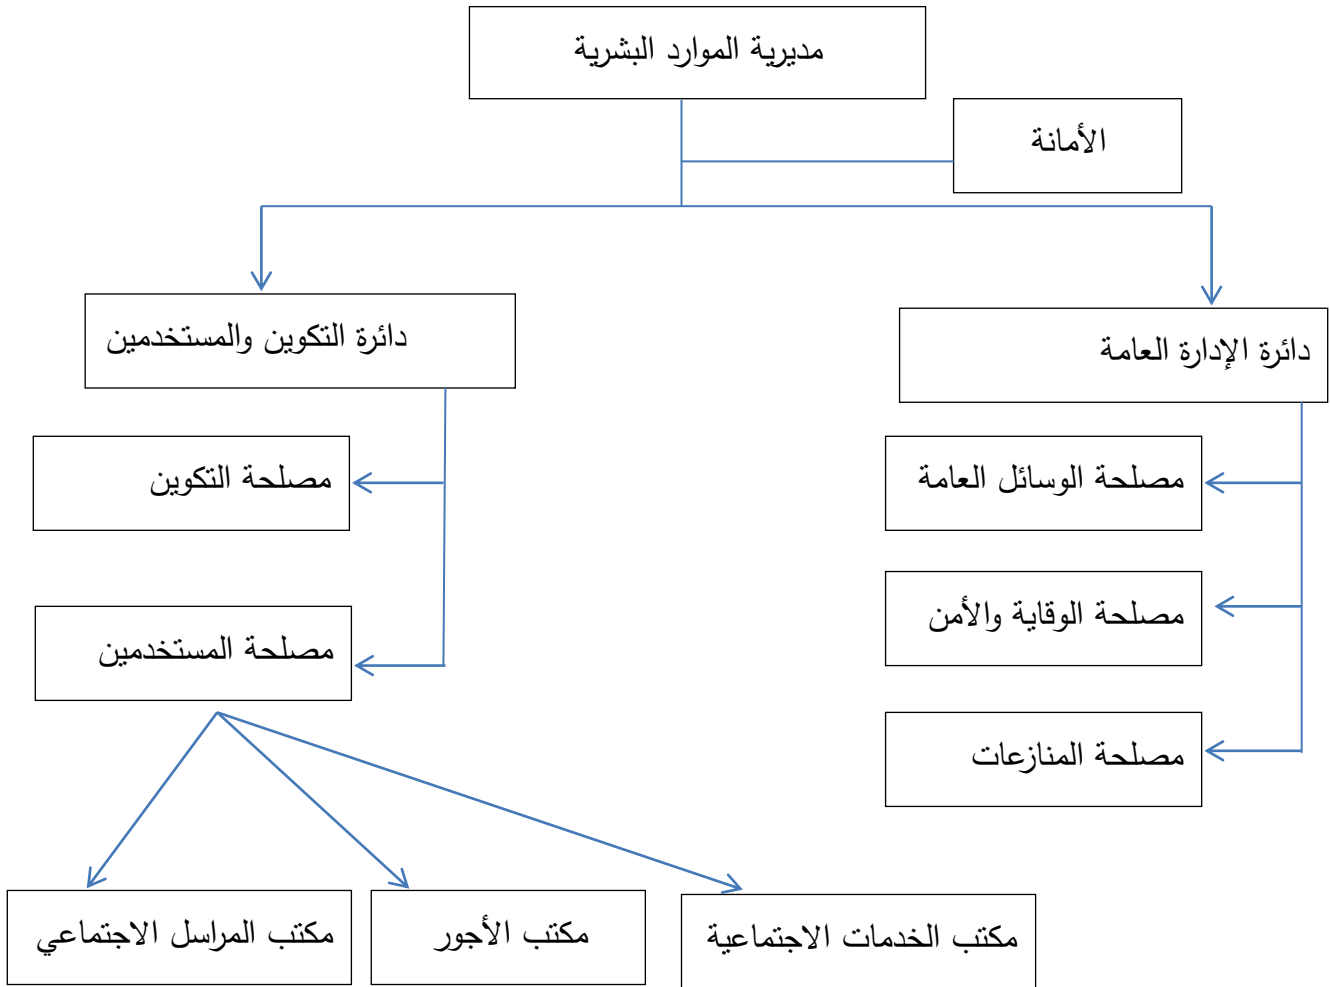 مديرية الموارد البشرية
الأمانة
دائرة الإدارة العامة
دائرة التكوين والمستخدمين
مصلحة الوسائل العامة
مصلحة التكوين
مصلحة الوقاية والأمن
مصلحة المستخدمين
مصلحة المنازعات
مكتب الخدمات الاجتماعية
مكتب الأجور
مكتب المراسل الاجتماعي